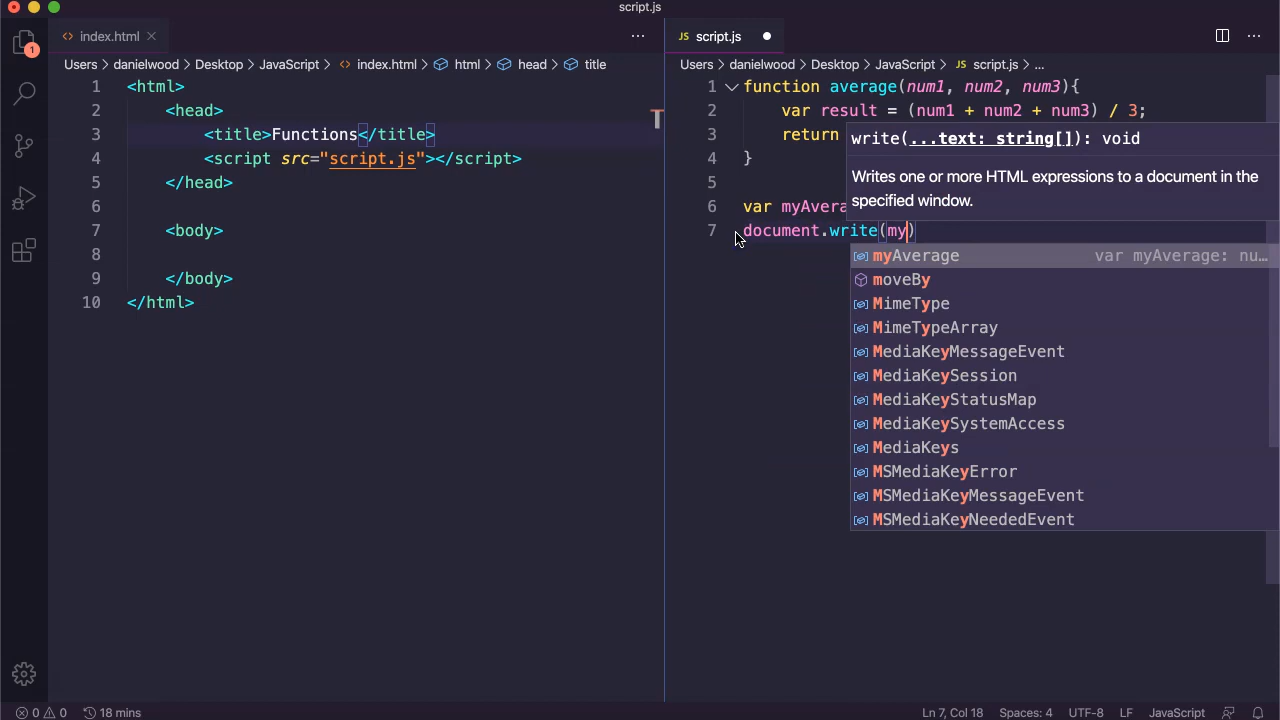 script.js
index.html
JS script.js
Users > danielwood > Desktop > JavaScript > index.html > html > head > title
Users > danielwood > Desktop > JavaScript > JS script.js > ...
1 <html>
2 <head>
3 <title>Functions</title>
4 <script src="script.js"></script>
5 </head>
6
7 <body>
8
9 </body>
10 </html>
1 function average(num1, num2, num3){
2 var result = (num1 + num2 + num3) / 3;
3 return
4 }
5
6 var myAvera
7 document.write(my)
write(...text: string[]): void
Writes one or more HTML expressions to a document in the
specified window.
myAverage var myAverage: nu…
moveBy
MimeType
MimeTypeArray
MediaKeyMessageEvent
MediaKeySession
MediaKeyStatusMap
MediaKeySystemAccess
MediaKeys
MSMediaKeyError
MSMediaKeyMessageEvent
MSMediaKeyNeededEvent
1
0 0 18 mins
Ln 7, Col 18 Spaces: 4 UTF-8 LF JavaScript